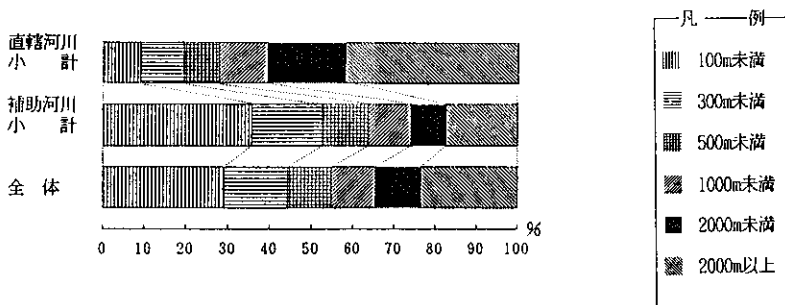 直轄河川
小 計
補助河川
小 計
全 体
0 10 20 30 40 50 60 70 80 90 100
%
凡 例
100m未満
300m未満
500m未満
1000m未満
2000m未満
2000m以上